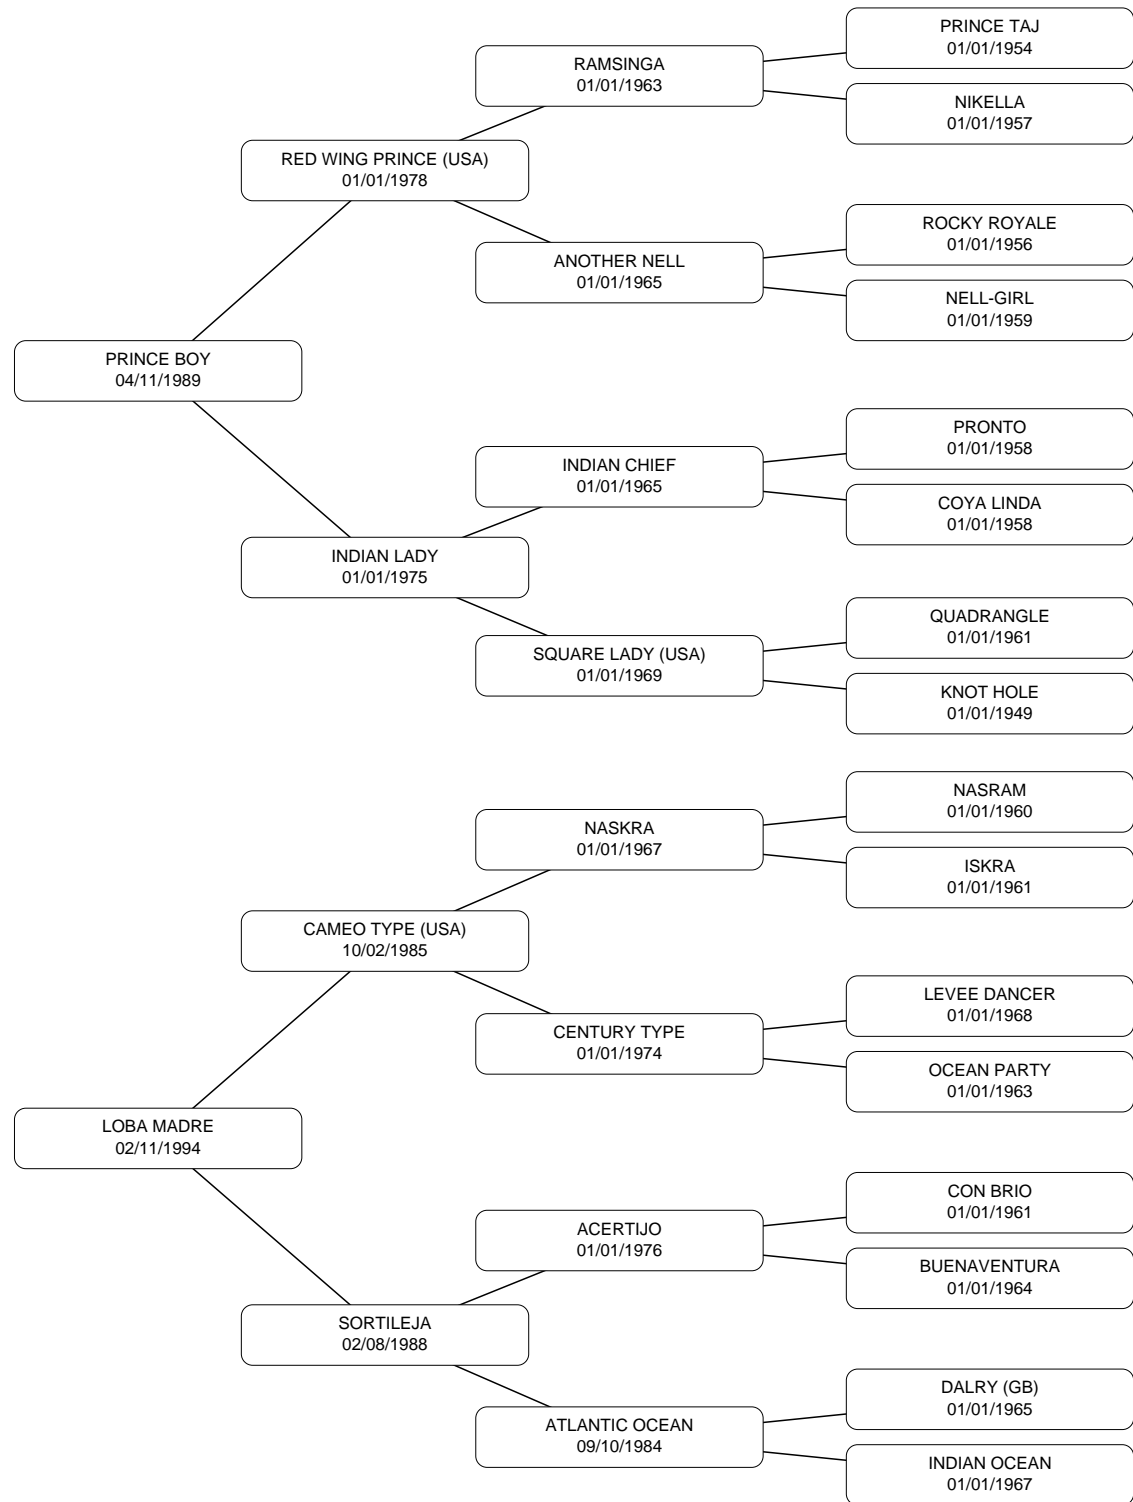 PRINCE TAJ
01/01/1954
RAMSINGA
01/01/1963
NIKELLA
01/01/1957
RED WING PRINCE (USA)
01/01/1978
ROCKY ROYALE
01/01/1956
ANOTHER NELL
01/01/1965
NELL-GIRL
01/01/1959
PRINCE BOY
04/11/1989
PRONTO
01/01/1958
INDIAN CHIEF
01/01/1965
COYA LINDA
01/01/1958
INDIAN LADY
01/01/1975
QUADRANGLE
01/01/1961
SQUARE LADY (USA)
01/01/1969
KNOT HOLE
01/01/1949
NASRAM
01/01/1960
NASKRA
01/01/1967
ISKRA
01/01/1961
CAMEO TYPE (USA)
10/02/1985
LEVEE DANCER
01/01/1968
CENTURY TYPE
01/01/1974
OCEAN PARTY
01/01/1963
LOBA MADRE
02/11/1994
CON BRIO
01/01/1961
ACERTIJO
01/01/1976
BUENAVENTURA
01/01/1964
SORTILEJA
02/08/1988
DALRY (GB)
01/01/1965
ATLANTIC OCEAN
09/10/1984
INDIAN OCEAN
01/01/1967